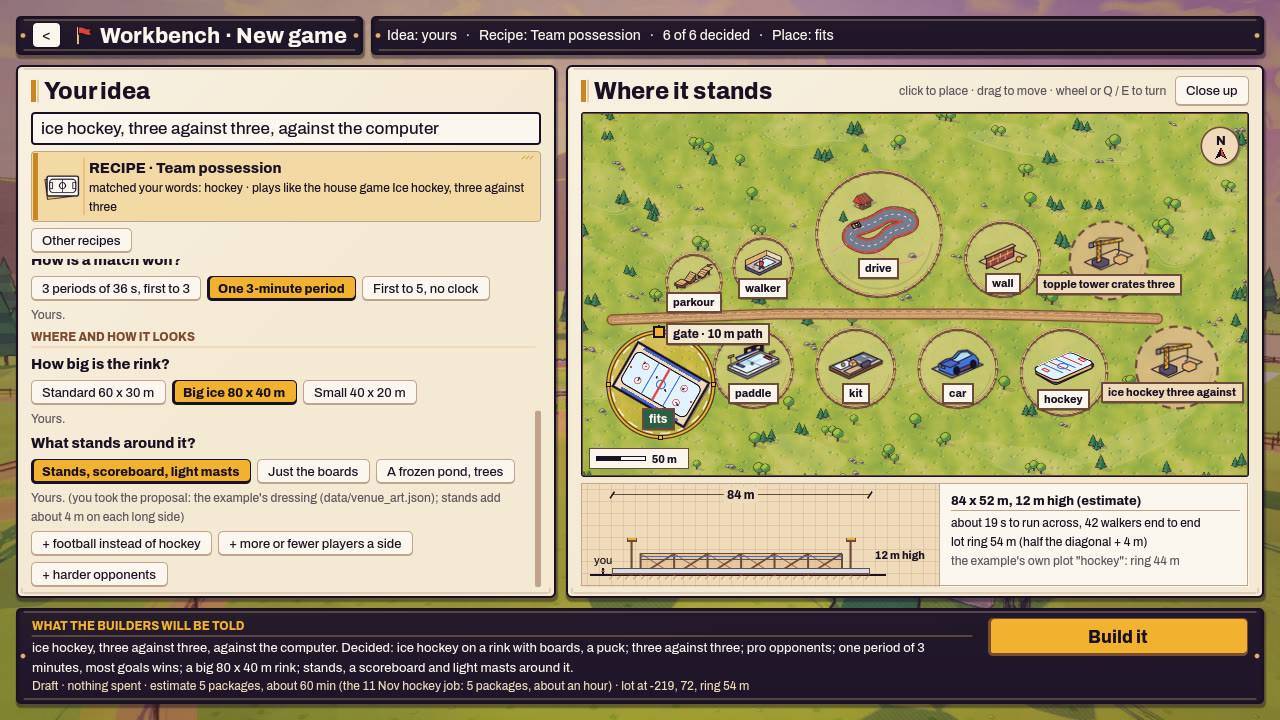 < Workbench · New game
Idea: yours · Recipe: Team possession · 6 of 6 decided · Place: fits
Your idea
ice hockey, three against three, against the computer
RECIPE · Team possession
matched your words: hockey · plays like the house game Ice hockey, three against
three
Other recipes
How is a match won?
3 periods of 36 s, first to 3
One 3-minute period
First to 5, no clock
Yours.
WHERE AND HOW IT LOOKS
How big is the rink?
Standard 60 x 30 m
Big ice 80 x 40 m
Small 40 x 20 m
Yours.
What stands around it?
Stands, scoreboard, light masts
Just the boards
A frozen pond, trees
Yours. (you took the proposal: the example's dressing (data/venue_art.json); stands add
about 4 m on each long side)
+ football instead of hockey
+ more or fewer players a side
+ harder opponents
Where it stands
click to place · drag to move · wheel or Q / E to turn
Close up
N
drive
walker
wall
parkour
topple tower crates three
gate · 10 m path
paddle
kit
car
hockey
ice hockey three against
fits
50 m
84 m
you
12 m high
84 x 52 m, 12 m high (estimate)
about 19 s to run across, 42 walkers end to end
lot ring 54 m (half the diagonal + 4 m)
the example's own plot "hockey": ring 44 m
WHAT THE BUILDERS WILL BE TOLD
ice hockey, three against three, against the computer. Decided: ice hockey on a rink with boards, a puck; three against three; pro opponents; one period of 3
minutes, most goals wins; a big 80 x 40 m rink; stands, a scoreboard and light masts around it.
Draft · nothing spent · estimate 5 packages, about 60 min (the 11 Nov hockey job: 5 packages, about an hour) · lot at -219, 72, ring 54 m
Build it